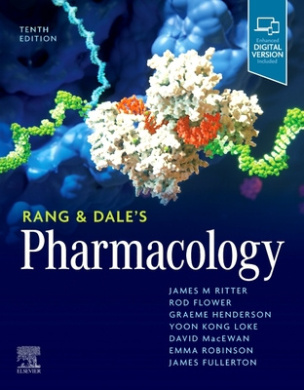 TENTH
EDITION
Enhanced
DIGITAL
VERSION
Included
RANG & DALE'S
Pharmacology
JAMES M RITTER
ROD FLOWER
GRAEME HENDERSON
YOON KONG LOKE
DAVID MacEWAN
EMMA ROBINSON
JAMES FULLERTON
ELSEVIER